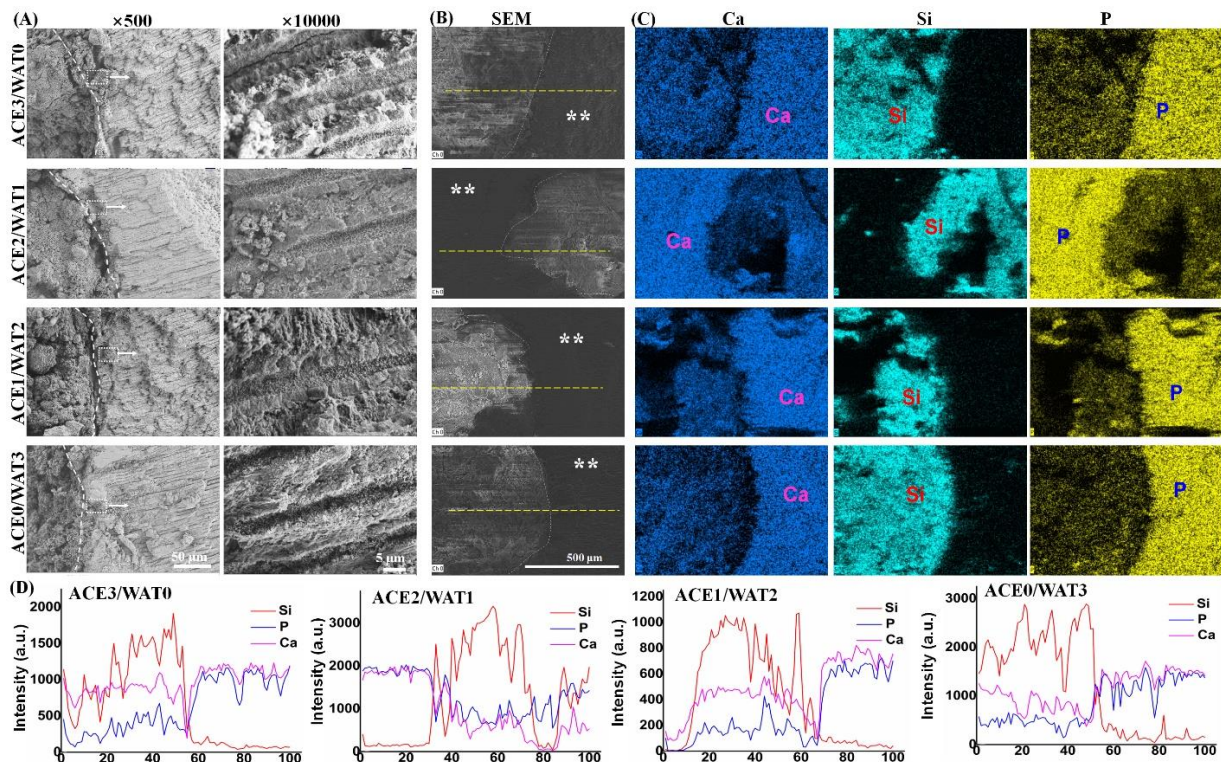 (A) ×500 ×10000 (B) SEM (C) Ca Si P
ACE3/WAT0
** Ca Si P
Ch0
ACE2/WAT1
** Ca Si P
Ch0
ACE1/WAT2
** Ca Si P
Ch0
ACE0/WAT3
** Ca Si P
50 μm 5 μm 500 μm
Ch0
(D) ACE3/WAT0
Intensity (a.u.)
2000
1500
1000
500
0
Si
P
Ca
0 20 40 60 80 100
ACE2/WAT1
Intensity (a.u.)
3000
2000
1000
0
Si
P
Ca
0 20 40 60 80 100
ACE1/WAT2
Intensity (a.u.)
1200
1000
800
600
400
200
0
Si
P
Ca
0 20 40 60 80 100
ACE0/WAT3
Intensity (a.u.)
3000
2000
1000
0
Si
P
Ca
0 20 40 60 80 100